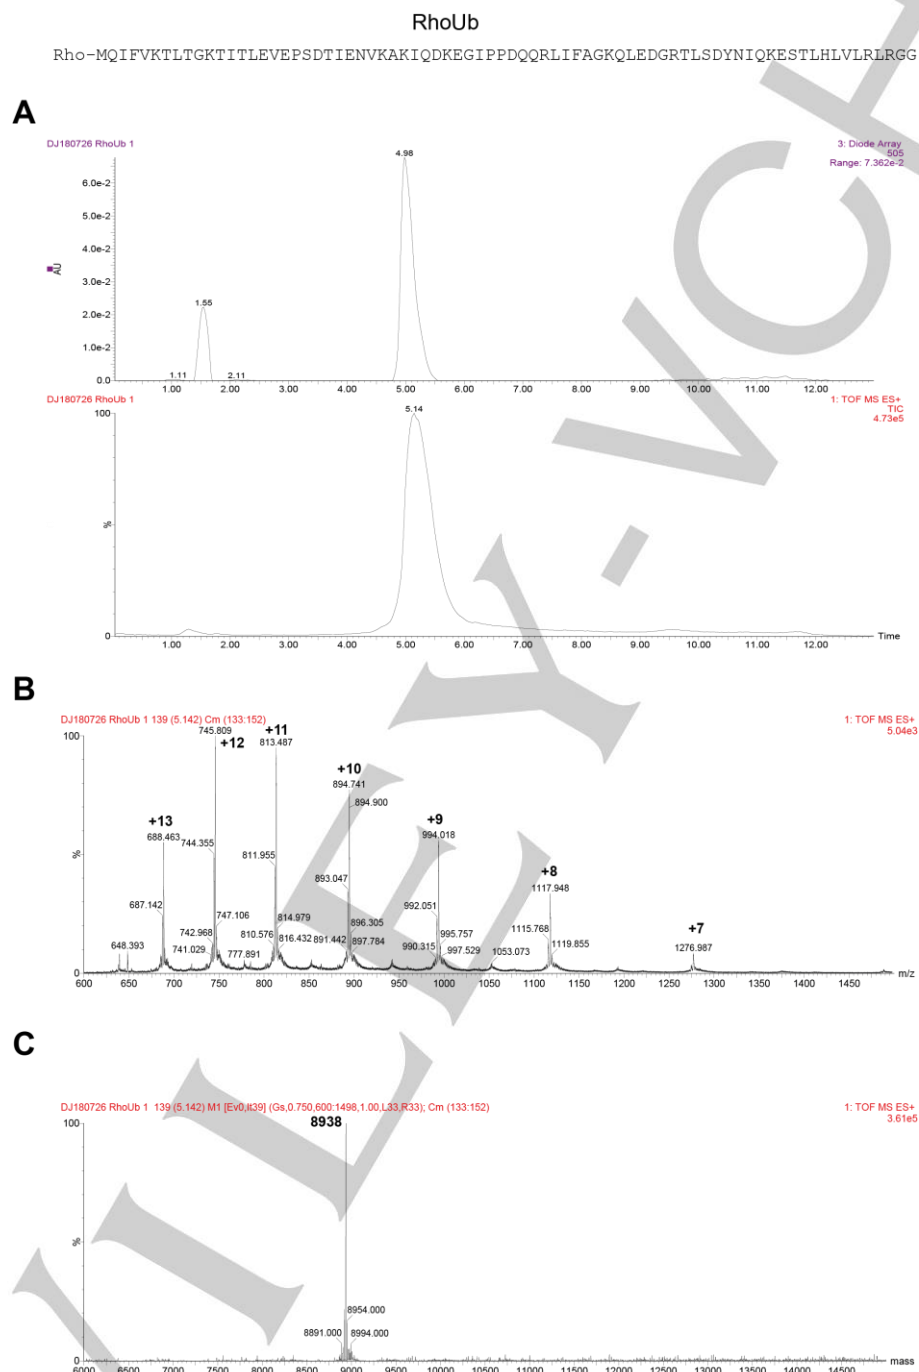 RhoUb
Rho-MQIFVKTLTGKTITLEVEPSDTIENVKAKIQDKEGIPPDQQRLIFAGKQLEDGRTLSDYNIQKESTLHLVLRLRGG
A
DJ180726 RhoUb 1
3: Diode Array
505
Range: 7.362e-2
4.98
6.0e-2
5.0e-2
4.0e-2
AU
3.0e-2
1.55
2.0e-2
1.0e-2
1.11
2.11
0.0
1.00 2.00 3.00 4.00 5.00 6.00 7.00 8.00 9.00 10.00 11.00 12.00
DJ180726 RhoUb 1
1: TOF MS ES+
TIC
4.73e5
100
5.14
%
0
Time
1.00 2.00 3.00 4.00 5.00 6.00 7.00 8.00 9.00 10.00 11.00 12.00
B
DJ180726 RhoUb 1 139 (5.142) Cm (133:152)
1: TOF MS ES+
5.04e3
100
745.809
+12
+11
813.487
+10
894.741
894.900
+13
688.463
+9
994.018
744.355
811.955
%
+8
1117.948
893.047
687.142
747.106
814.979
896.305
992.051
1115.768
742.968
810.576
816.432
891.442
897.784
995.757
1119.855
+7
648.393
741.029
777.891
990.315
997.529
1053.073
1276.987
0
m/z
600 650 700 750 800 850 900 950 1000 1050 1100 1150 1200 1250 1300 1350 1400 1450
C
DJ180726 RhoUb 1 139 (5.142) M1 [Ev0,It39] (Gs,0.750,600:1498,1.00,L33,R33); Cm (133:152)
1: TOF MS ES+
3.61e5
100
8938
%
8954.000
8891.000
8994.000
0
mass
6000 6500 7000 7500 8000 8500 9000 9500 10000 10500 11000 11500 12000 12500 13000 13500 14000 14500